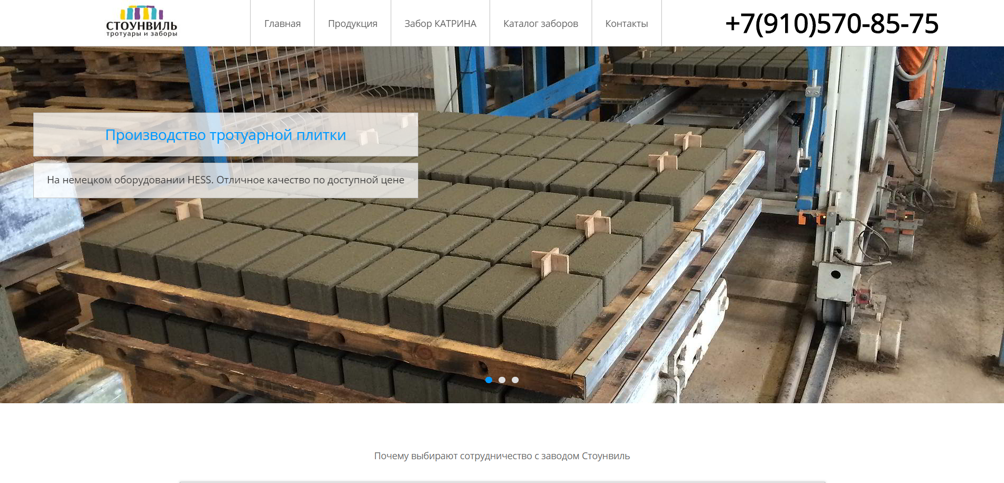 СТОУНВИЛЬ
тротуары и заборы
Главная
Продукция
Забор КАТРИНА
Каталог заборов
Контакты
+7(910)570-85-75
Производство тротуарной плитки
На немецком оборудовании HESS. Отличное качество по доступной цене
Почему выбирают сотрудничество с заводом Стоунвиль